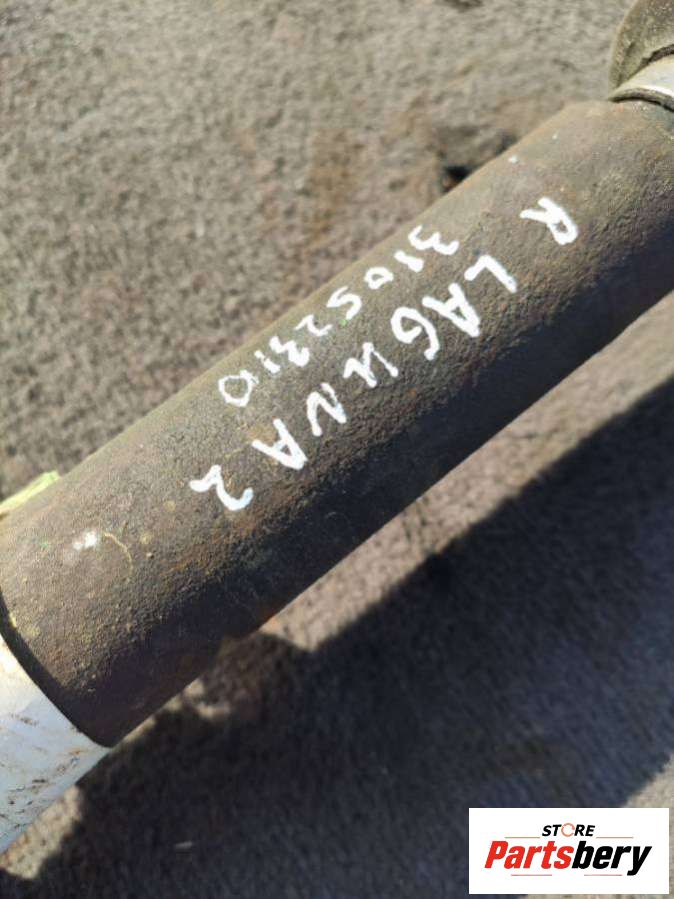 R LAGUNA 2
31052310
STORE
Partsbery